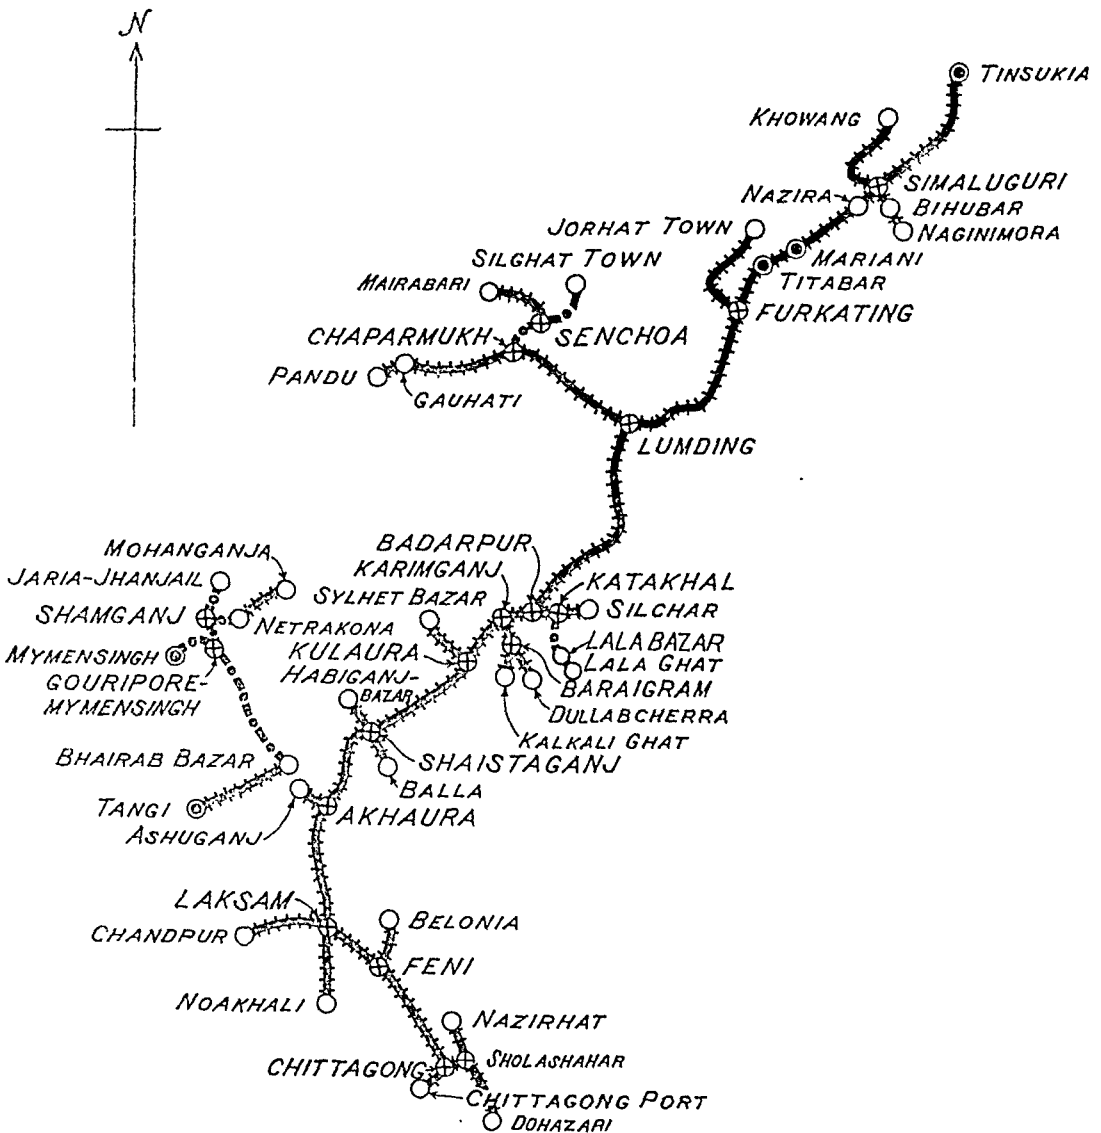 N
TINSUKIA
KHOWANG
SIMALUGURI
NAZIRA
BIHUBAR
NAGINIMORA
JORHAT TOWN
MARIANI
TITABAR
SILGHAT TOWN
MAIRABARI
FURKATING
CHAPARMUKH
SENCHOA
PANDU
GAUHATI
LUMDING
BADARPUR
MOHANGANJA
KARIMGANJ
JARIA-JHANJAIL
KATAKHAL
SYLHET BAZAR
SILCHAR
SHAMGANJ
NETRAKONA
LALABAZAR
MYMENSINGH
KULAURA
LALA GHAT
GOURIPORE-
MYMENSINGH
HABIGANJ-
BAZAR
BARAIGRAM
DULLABCHERRA
KALKALI GHAT
BHAIRAB BAZAR
SHAISTAGANJ
BALLA
TANGI
ASHUGANJ
AKHAURA
LAKSAM
CHANDPUR
BELONIA
FENI
NOAKHALI
NAZIRHAT
CHITTAGONG
SHOLASHAHAR
CHITTAGONG PORT
DOHAZARI